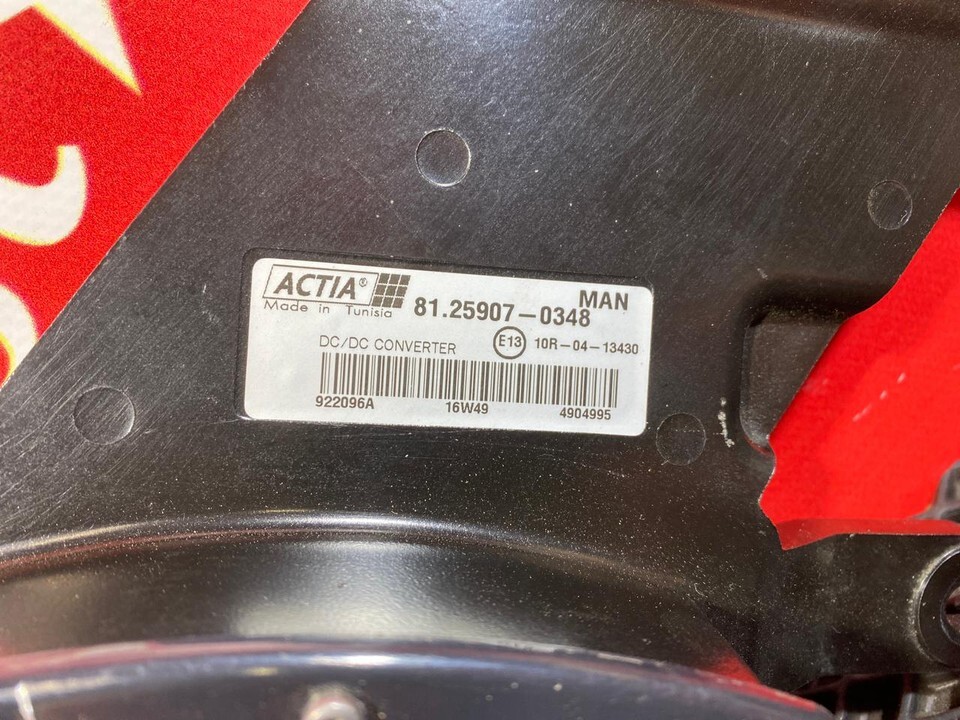 ACTIA®
MAN
Made in Tunisia
81.25907-0348
DC/DC CONVERTER
E13 10R-04-13430
922096A 16W49 4904995